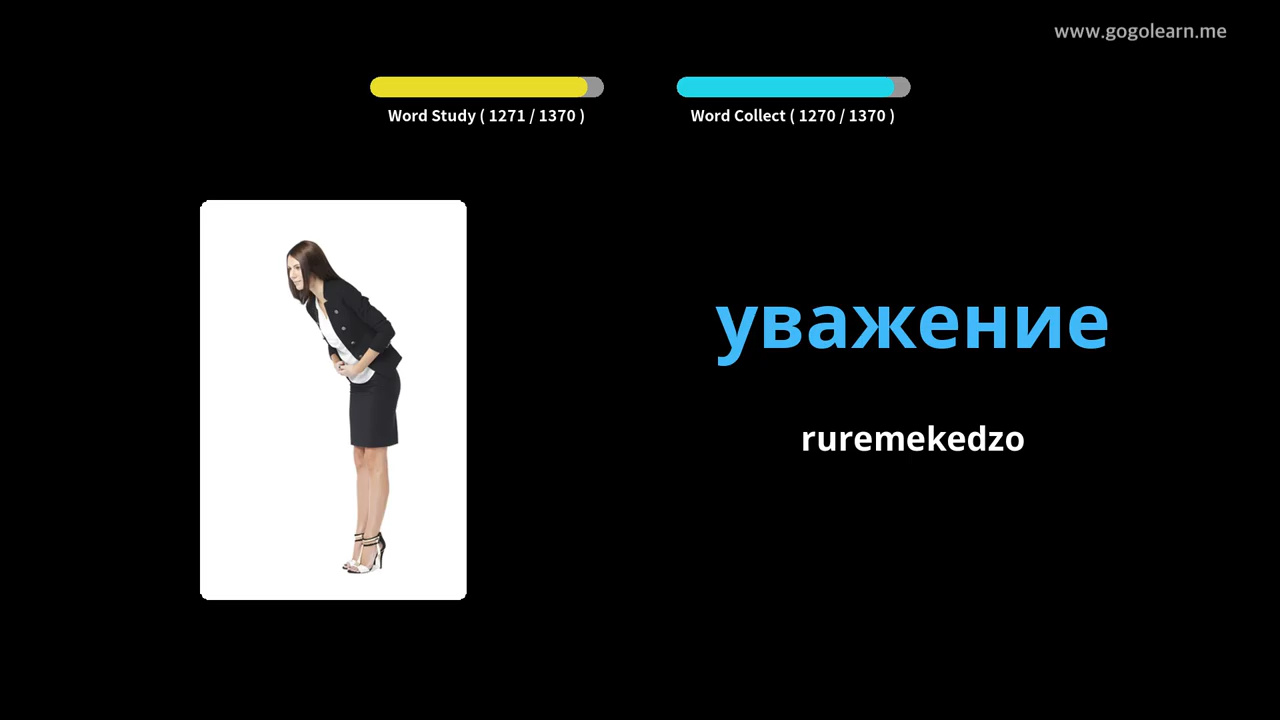 www.gogolearn.me
Word Study ( 1271 / 1370 )
Word Collect ( 1270 / 1370 )
уважение
ruremekedzo